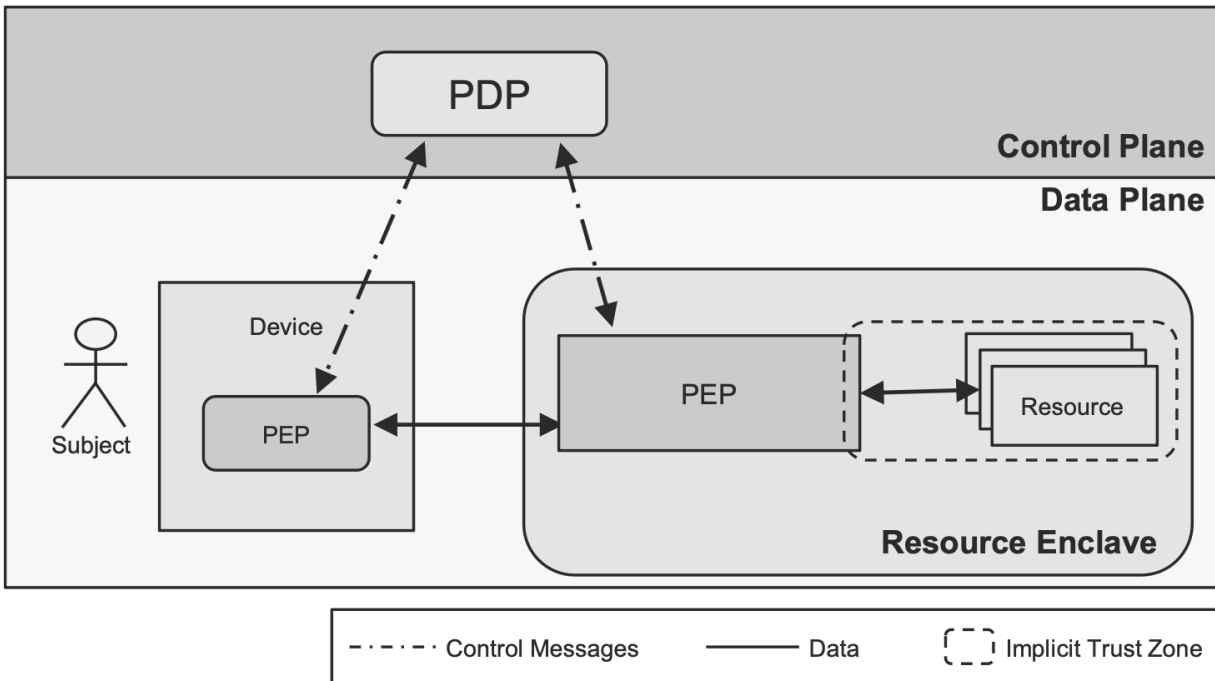 PDP
Control Plane
Data Plane
Device
PEP
Subject
PEP
Resource
Resource Enclave
Control Messages
Data
Implicit Trust Zone